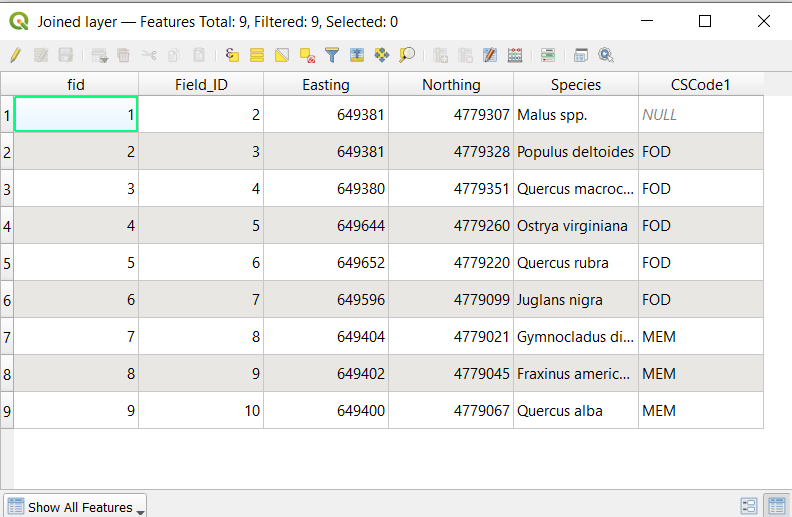 Joined layer — Features Total: 9, Filtered: 9, Selected: 0
fid Field_ID Easting Northing Species CSCode1
1 1 2 649381 4779307 Malus spp. NULL
2 2 3 649381 4779328 Populus deltoides FOD
3 3 4 649380 4779351 Quercus macroc... FOD
4 4 5 649644 4779260 Ostrya virginiana FOD
5 5 6 649652 4779220 Quercus rubra FOD
6 6 7 649596 4779099 Juglans nigra FOD
7 7 8 649404 4779021 Gymnocladus di... MEM
8 8 9 649402 4779045 Fraxinus americ... MEM
9 9 10 649400 4779067 Quercus alba MEM
Show All Features